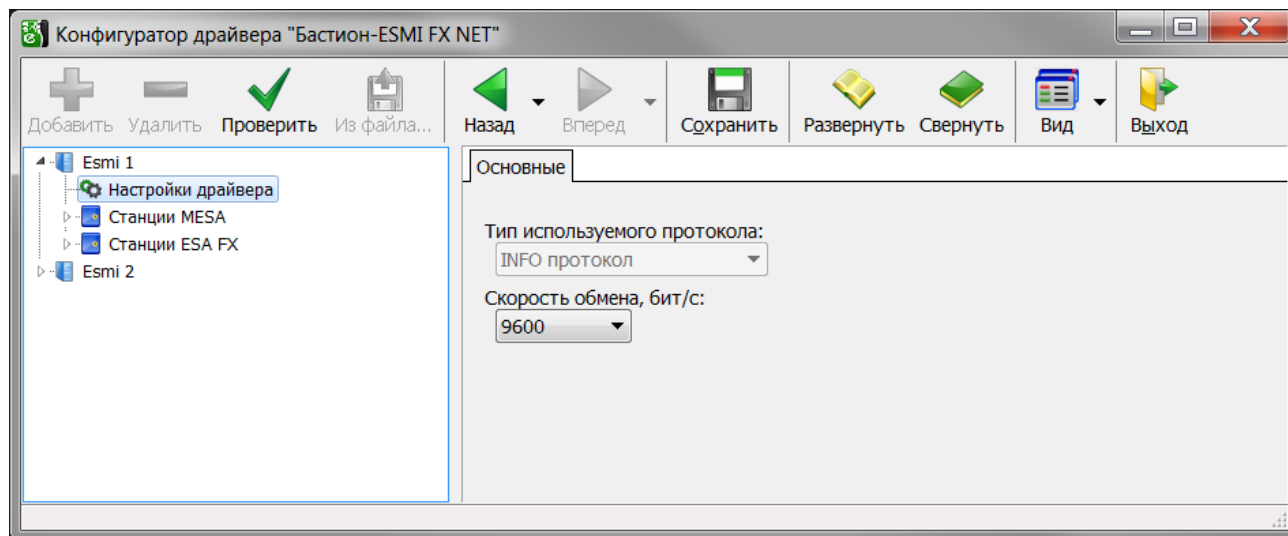 Конфигуратор драйвера "Бастион-ESMI FX NET"
Добавить Удалить Проверить Из файла... Назад Вперед Сохранить Развернуть Свернуть Вид Выход
Esmi 1
Настройки драйвера
Станции MESA
Станции ESA FX
Esmi 2
Основные
Тип используемого протокола:
INFO протокол
Скорость обмена, бит/с:
9600